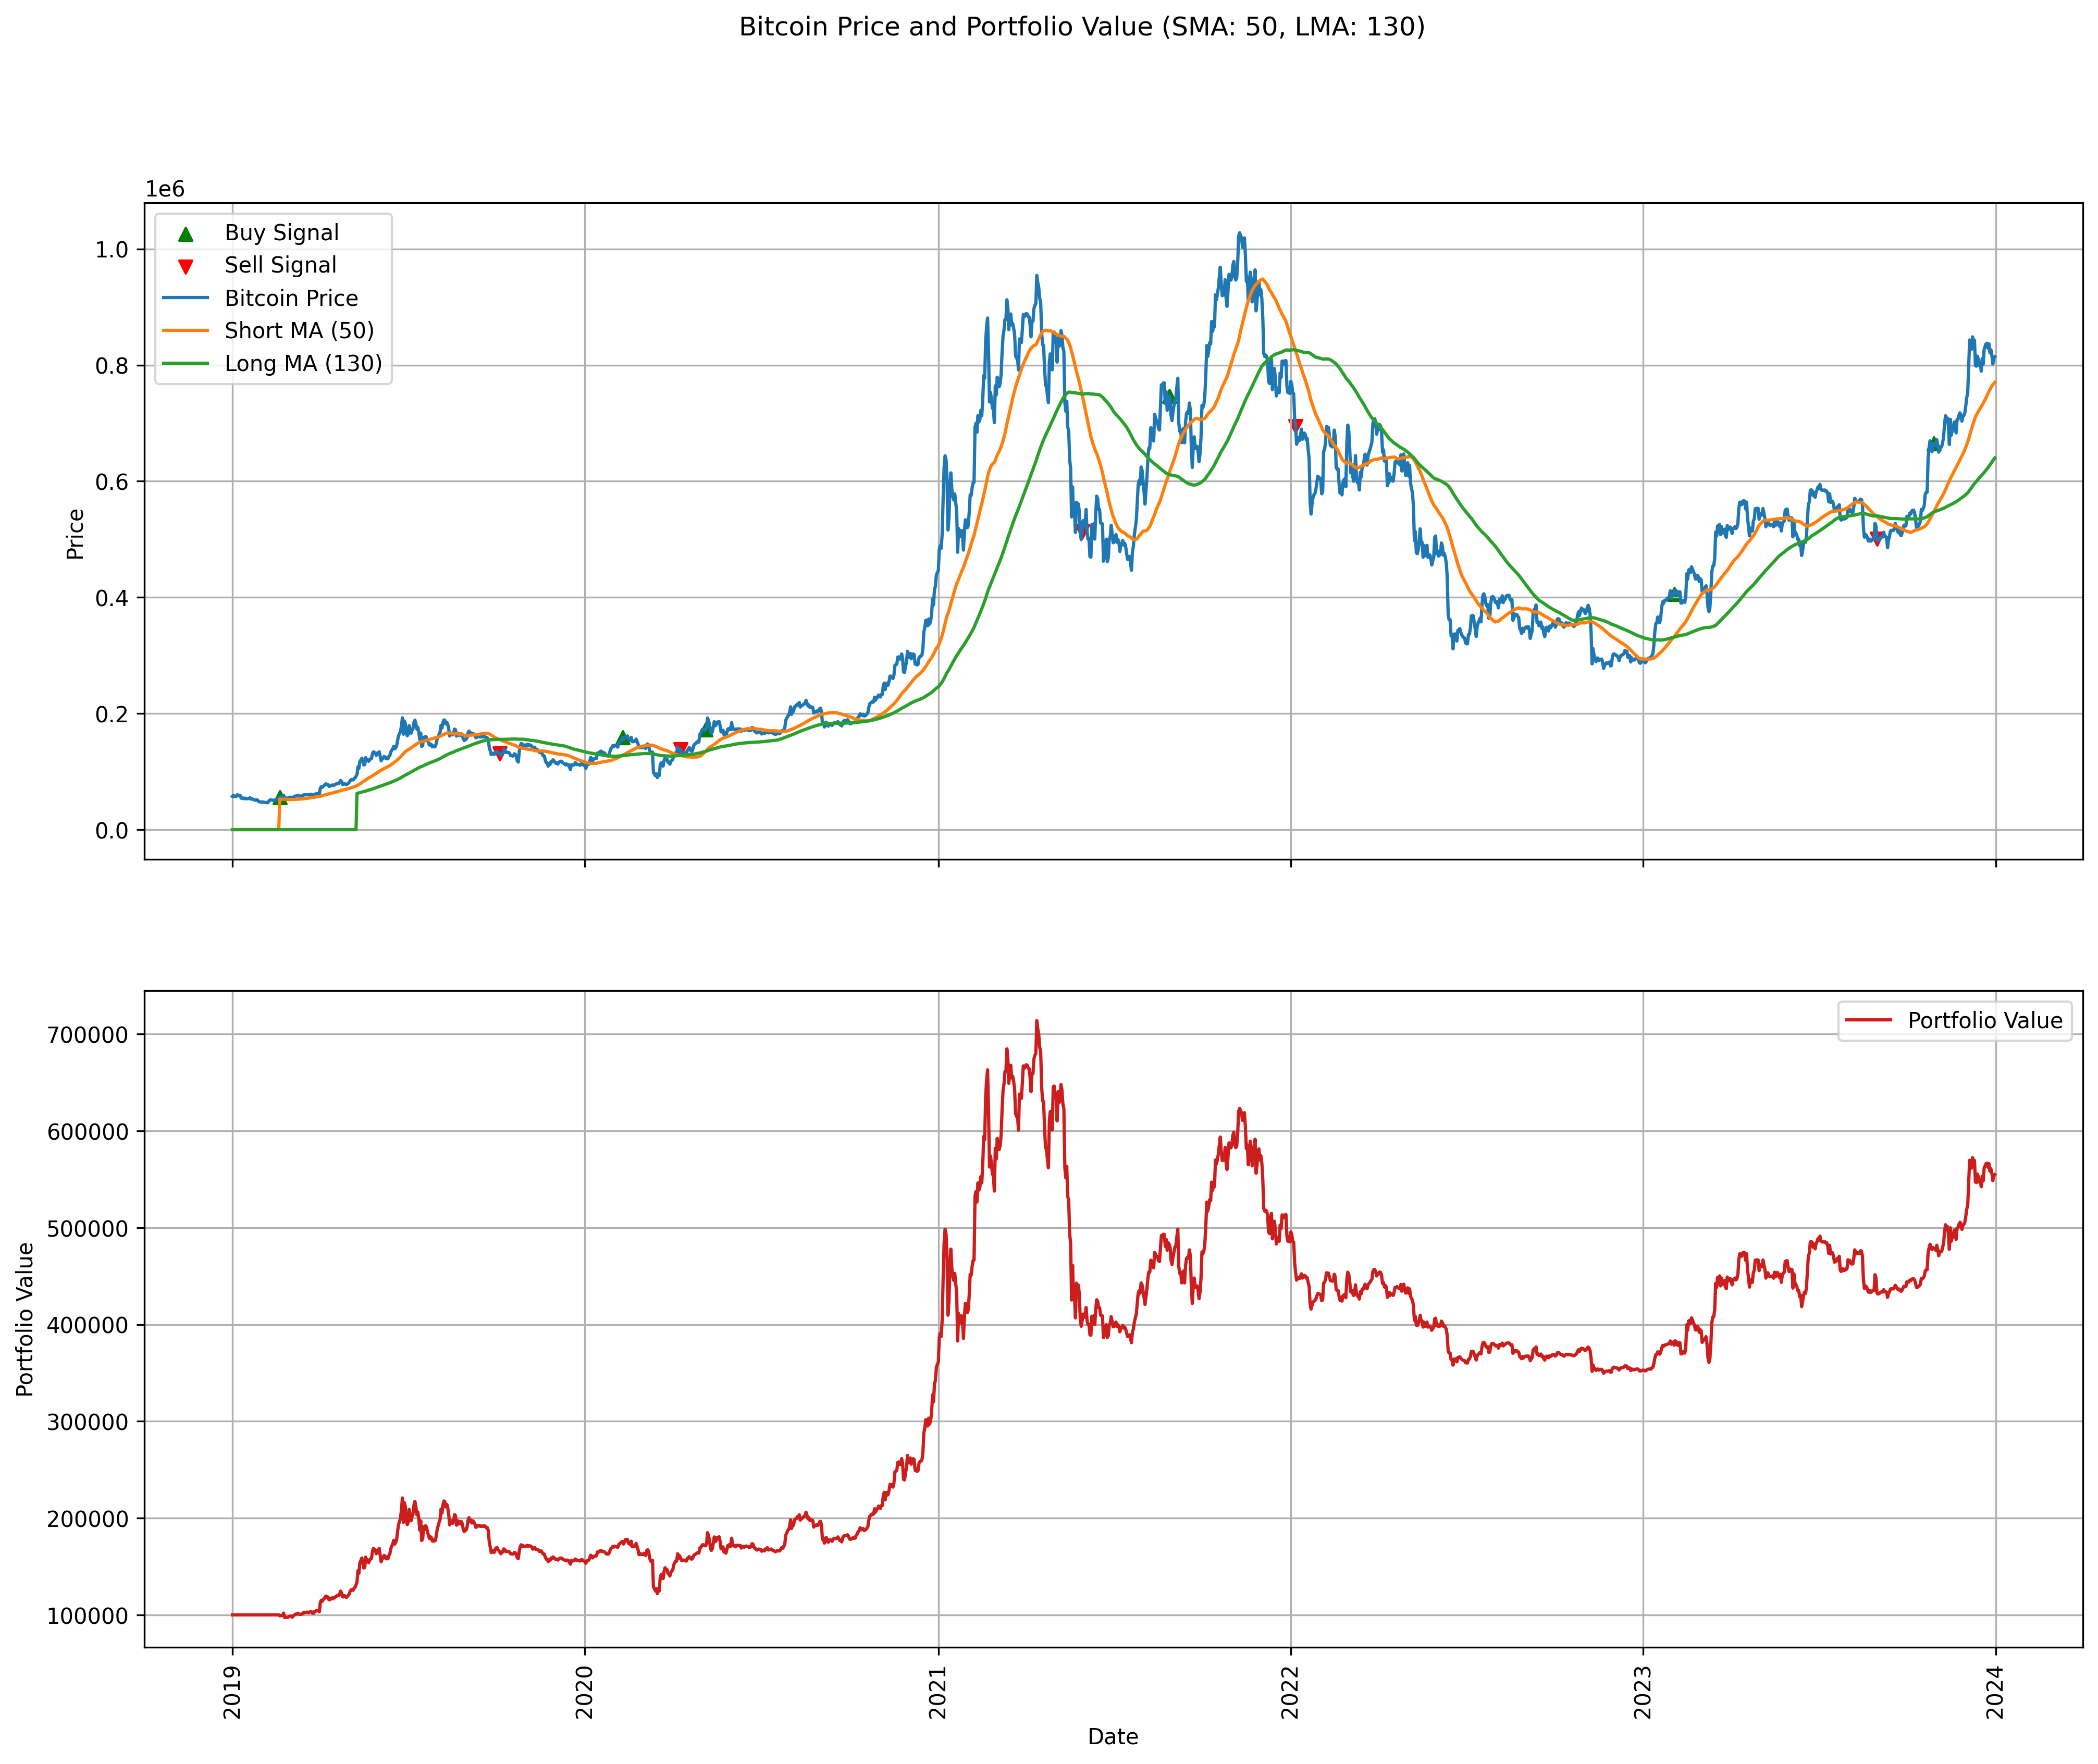 Bitcoin Price and Portfolio Value (SMA: 50, LMA: 130)
1e6
Buy Signal
Sell Signal
Bitcoin Price
Short MA (50)
Long MA (130)
1.0
0.8
0.6
0.4
0.2
0.0
Price
Portfolio Value
700000
600000
500000
400000
300000
200000
100000
Portfolio Value
2019
2020
2021
2022
2023
2024
Date